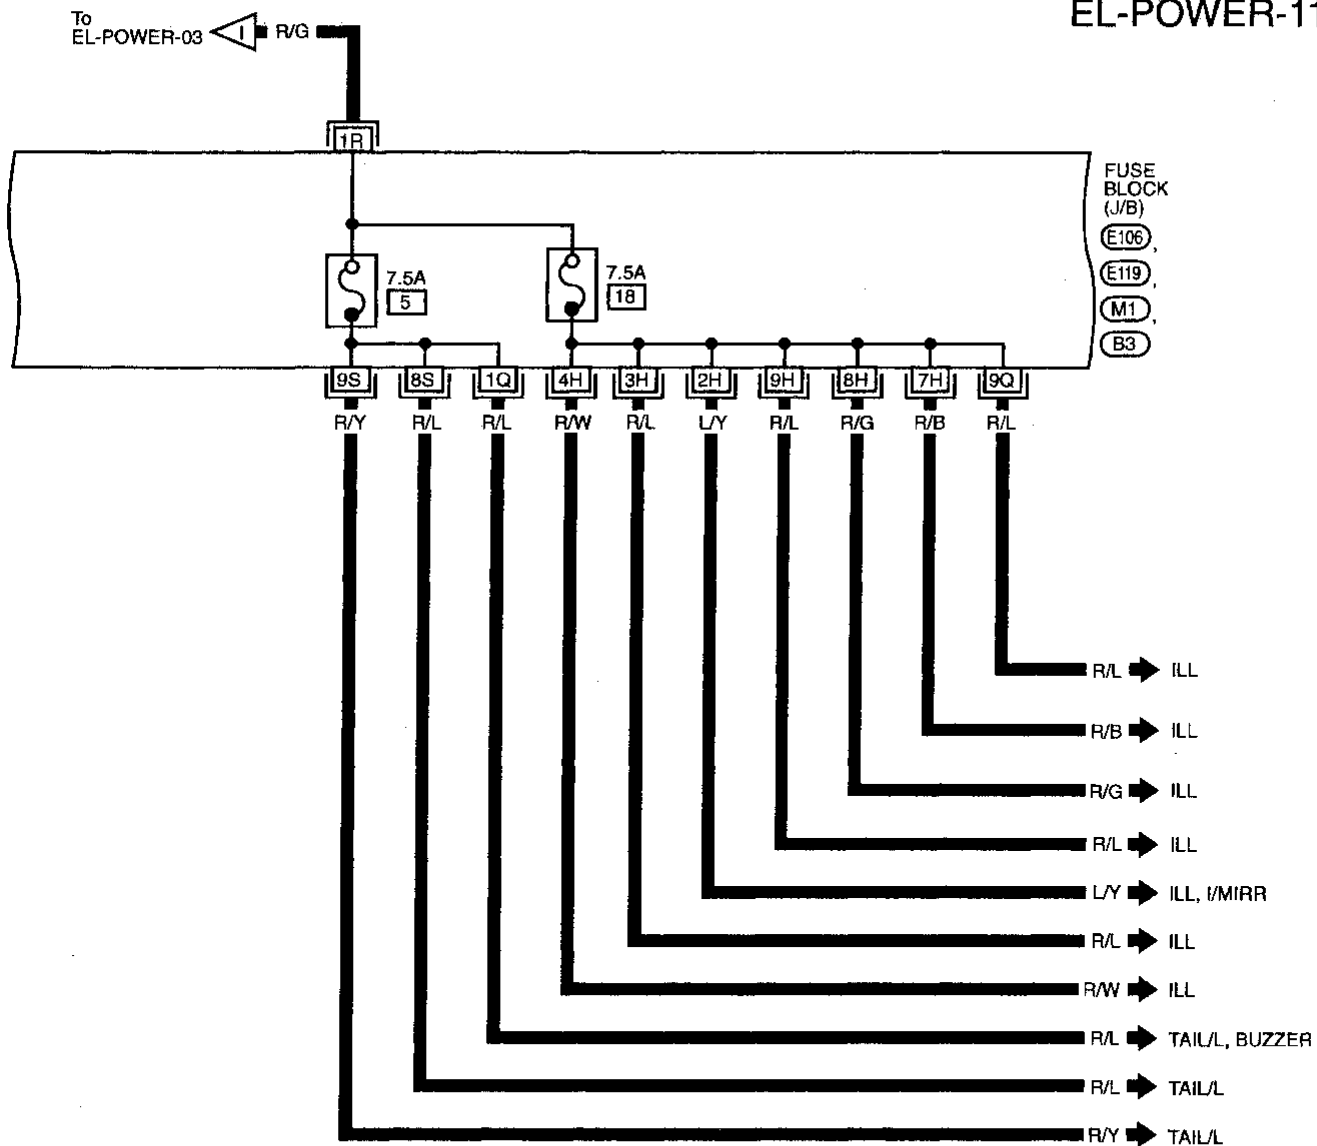 EL-POWER-11
To
EL-POWER-03
I
R/G
1R
FUSE
BLOCK
(J/B)
E106,
E119,
M1,
B3
7.5A
5
7.5A
18
9S 8S 1Q 4H 3H 2H 9H 8H 7H 9Q
R/Y R/L R/L R/W R/L L/Y R/L R/G R/B R/L
R/L ILL
R/B ILL
R/G ILL
R/L ILL
L/Y ILL, I/MIRR
R/L ILL
R/W ILL
R/L TAIL/L, BUZZER
R/L TAIL/L
R/Y TAIL/L